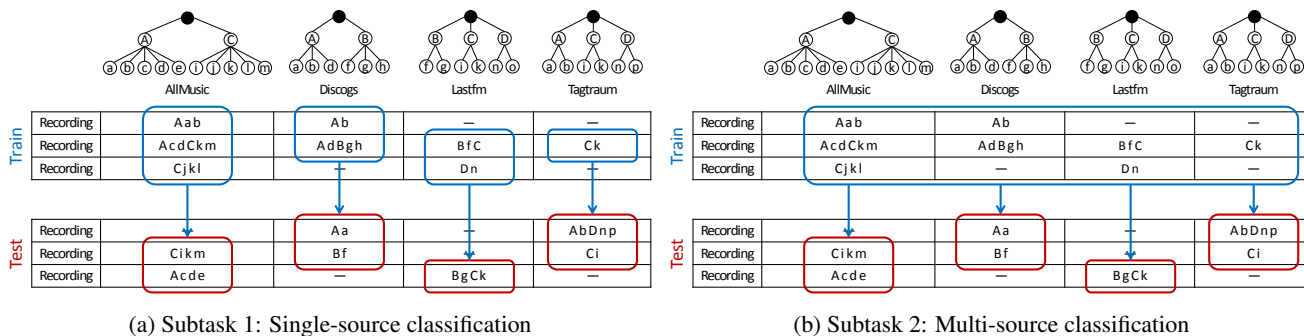 A C A B B C D A C D
a b c d e i j k l m a b d f g h f g i k n o a b i k n p
AllMusic Discogs Lastfm Tagtraum
Train
Recording Aab Ab — —
Recording AcdCkm AdBgh BfC Ck
Recording Cjkl — Dn —
Test
Recording — Aa — AbDnp
Recording Cikm Bf — Ci
Recording Acde — BgCk —
(a) Subtask 1: Single-source classification
A C A B B C D A C D
a b c d e i j k l m a b d f g h f g i k n o a b i k n p
AllMusic Discogs Lastfm Tagtraum
Train
Recording Aab Ab — —
Recording AcdCkm AdBgh BfC Ck
Recording Cjkl — Dn —
Test
Recording — Aa — AbDnp
Recording Cikm Bf — Ci
Recording Acde — BgCk —
(b) Subtask 2: Multi-source classification